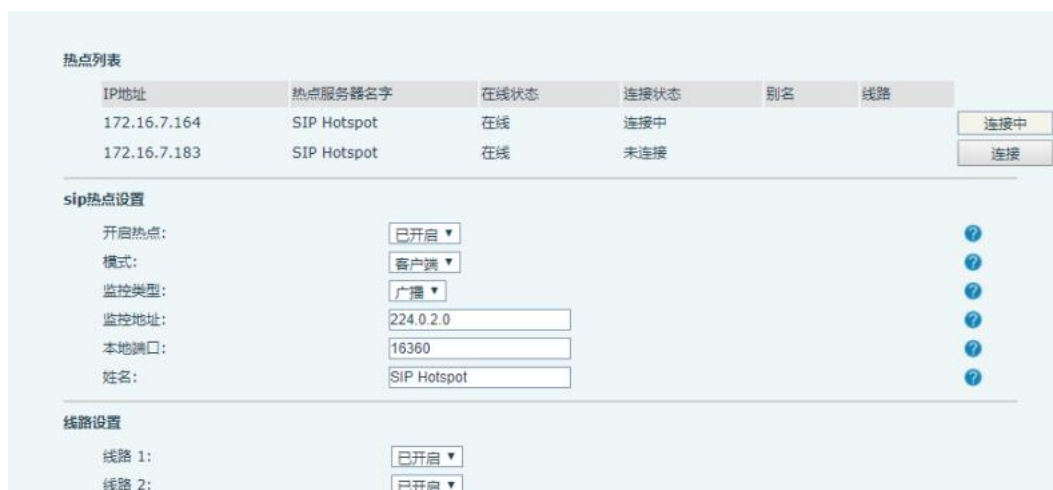 热点列表
IP地址 热点服务器名字 在线状态 连接状态 别名 线路
172.16.7.164 SIP Hotspot 在线 连接中 连接中
172.16.7.183 SIP Hotspot 在线 未连接 连接
sip热点设置
开启热点: 已开启
模式: 客户端
监控类型: 广播
监控地址: 224.0.2.0
本地端口: 16360
姓名: SIP Hotspot
线路设置
线路 1: 已开启
线路 2: 已开启